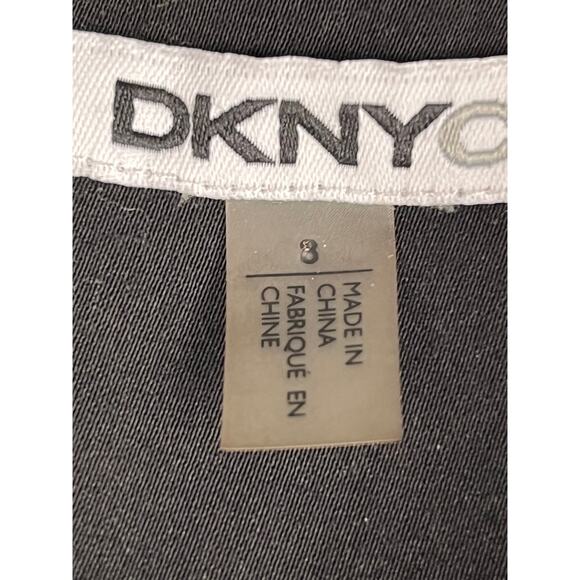 DKNYC
8
MADE IN
CHINA
FABRIQUÉ EN
CHINE